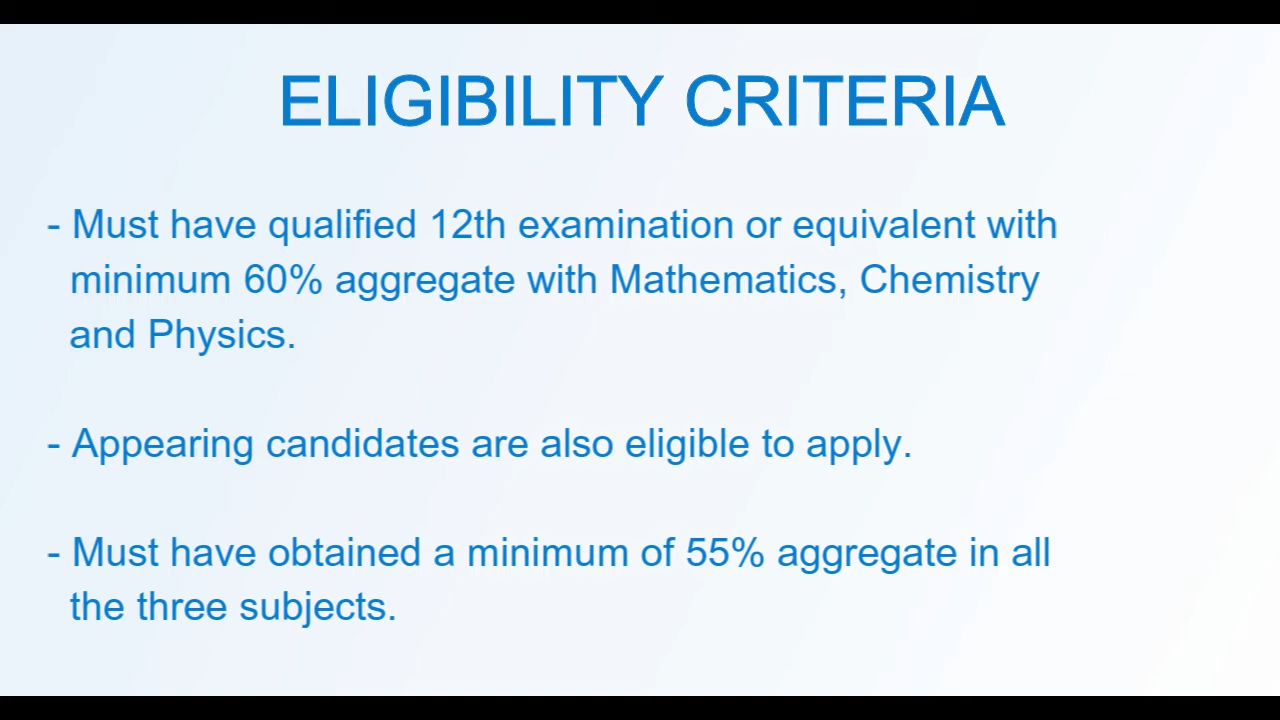 ELIGIBILITY CRITERIA
- Must have qualified 12th examination or equivalent with
minimum 60% aggregate with Mathematics, Chemistry
and Physics.
- Appearing candidates are also eligible to apply.
- Must have obtained a minimum of 55% aggregate in all
the three subjects.